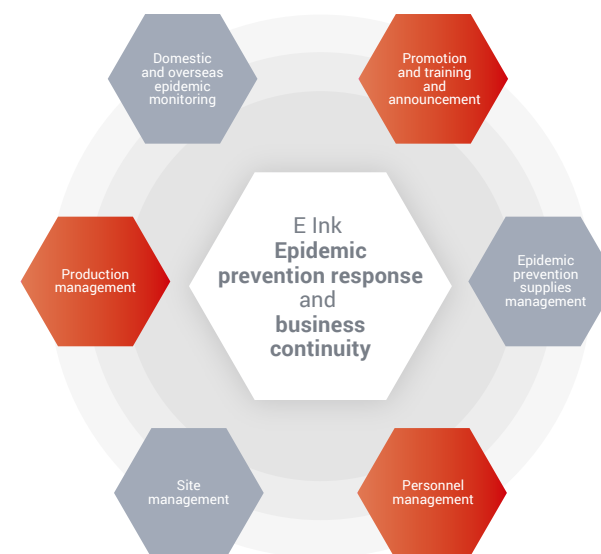 Domestic
and overseas
epidemic
monitoring
Promotion
and training
and
announcement
Production
management
E Ink
Epidemic
prevention response
and
business
continuity
Epidemic
prevention
supplies
management
Site
management
Personnel
management